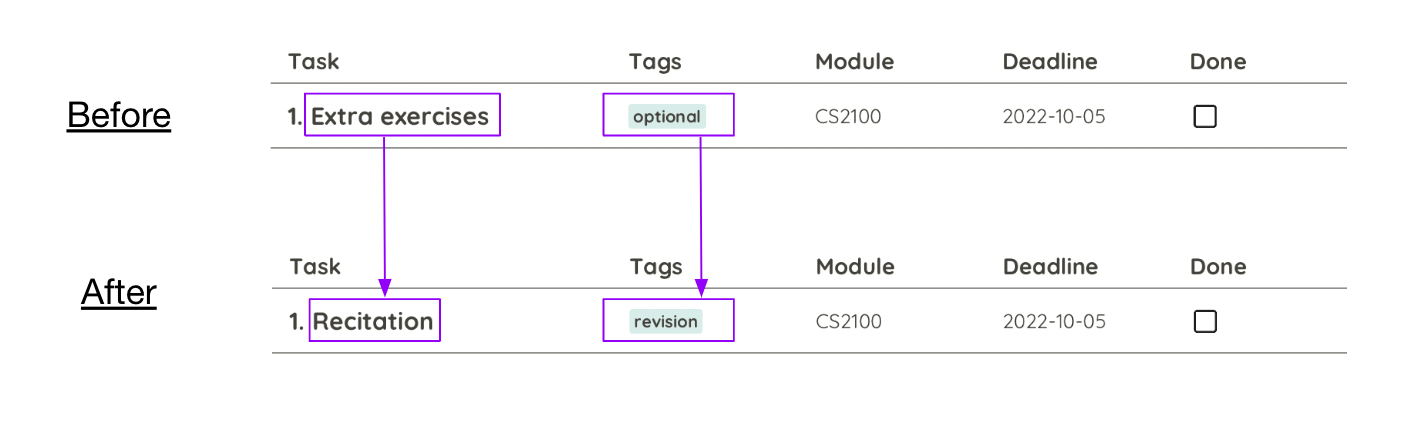 Task Tags Module Deadline Done
Before 1. Extra exercises optional CS2100 2022-10-05
Task Tags Module Deadline Done
After 1. Recitation revision CS2100 2022-10-05